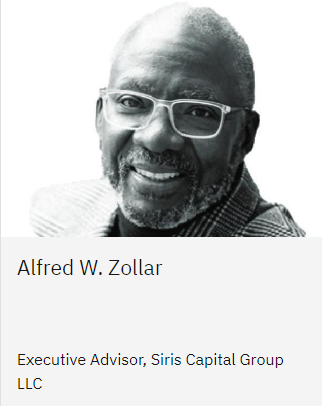 Alfred W. Zollar
Executive Advisor, Siris Capital Group
LLC